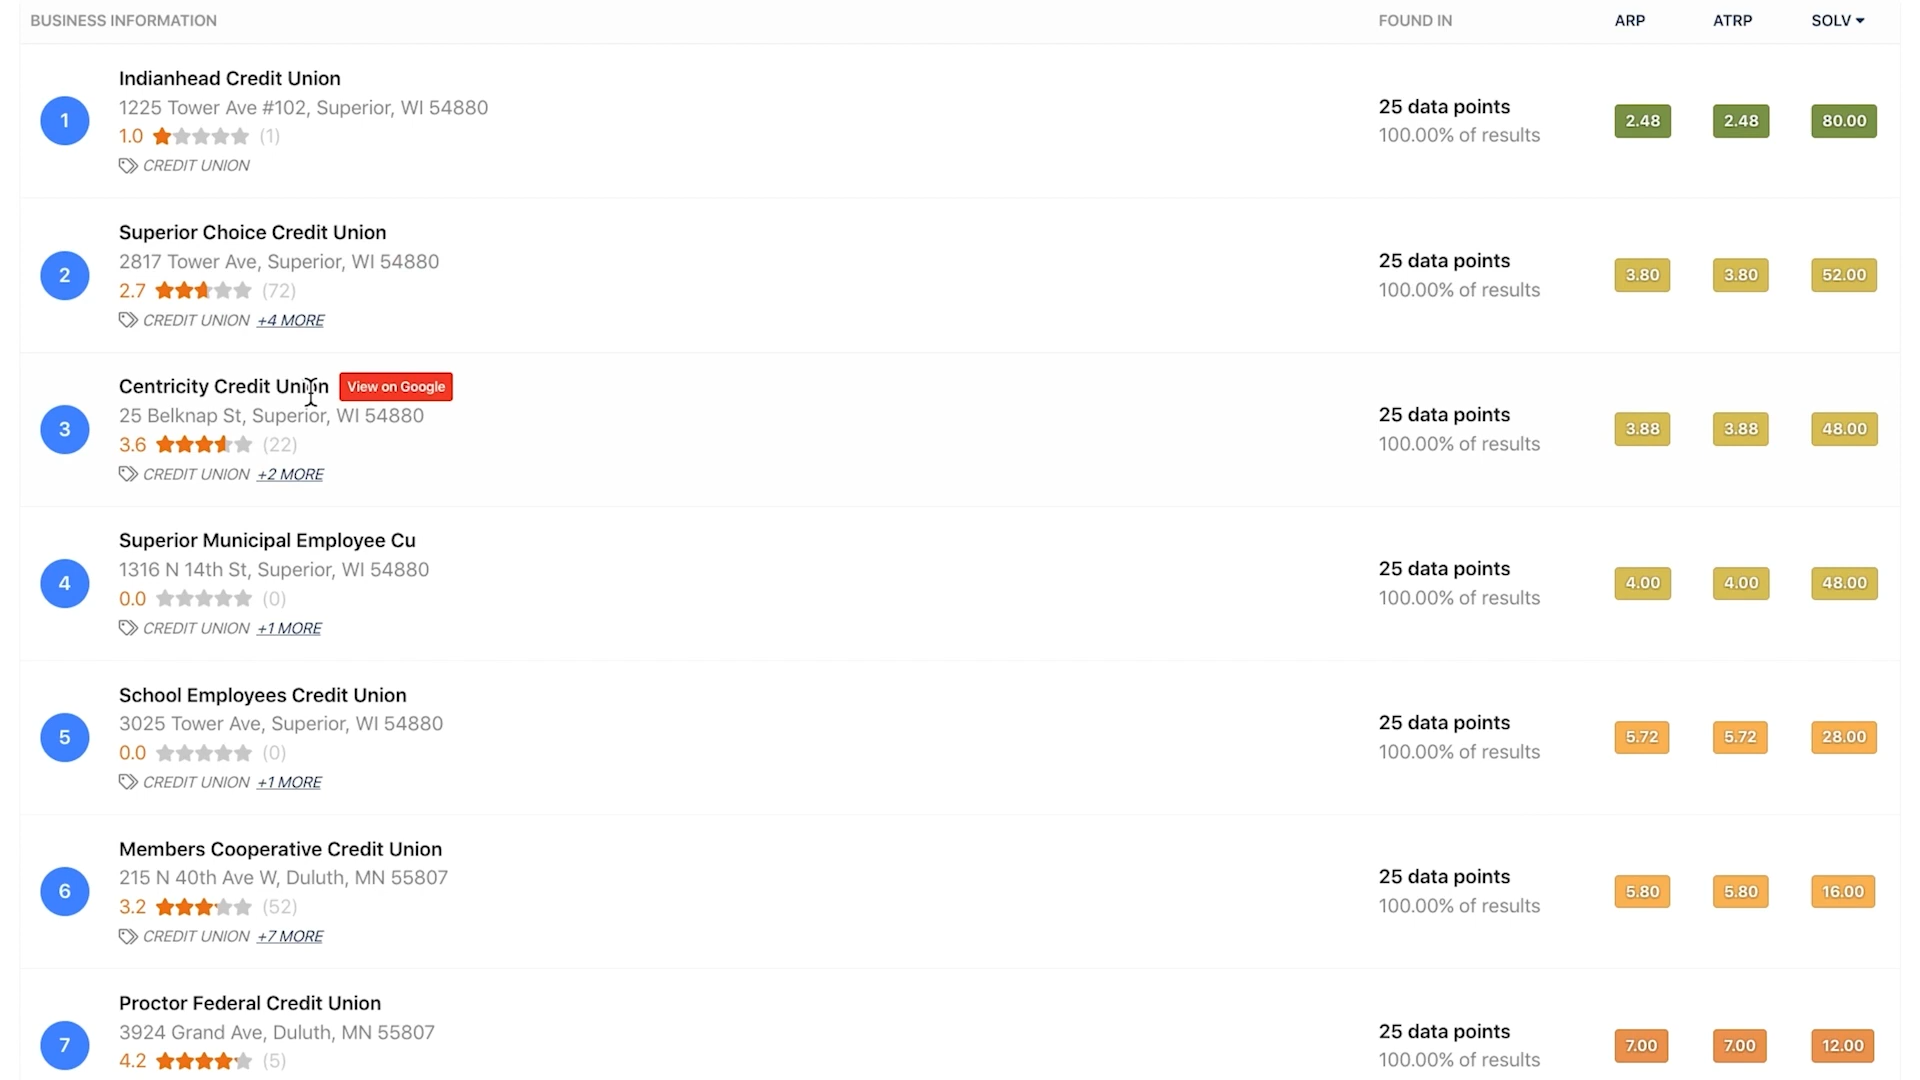 BUSINESS INFORMATION FOUND IN ARP ATRP SOLV
Indianhead Credit Union
1225 Tower Ave #102, Superior, WI 54880
1 1.0 (1)
CREDIT UNION
25 data points
100.00% of results
2.48 2.48 80.00
Superior Choice Credit Union
2817 Tower Ave, Superior, WI 54880
2 2.7 (72)
CREDIT UNION +4 MORE
25 data points
100.00% of results
3.80 3.80 52.00
Centricity Credit Union View on Google
25 Belknap St, Superior, WI 54880
3 3.6 (22)
CREDIT UNION +2 MORE
25 data points
100.00% of results
3.88 3.88 48.00
Superior Municipal Employee Cu
1316 N 14th St, Superior, WI 54880
4 0.0 (0)
CREDIT UNION +1 MORE
25 data points
100.00% of results
4.00 4.00 48.00
School Employees Credit Union
3025 Tower Ave, Superior, WI 54880
5 0.0 (0)
CREDIT UNION +1 MORE
25 data points
100.00% of results
5.72 5.72 28.00
Members Cooperative Credit Union
215 N 40th Ave W, Duluth, MN 55807
6 3.2 (52)
CREDIT UNION +7 MORE
25 data points
100.00% of results
5.80 5.80 16.00
Proctor Federal Credit Union
3924 Grand Ave, Duluth, MN 55807
7 4.2 (5)
25 data points
100.00% of results
7.00 7.00 12.00